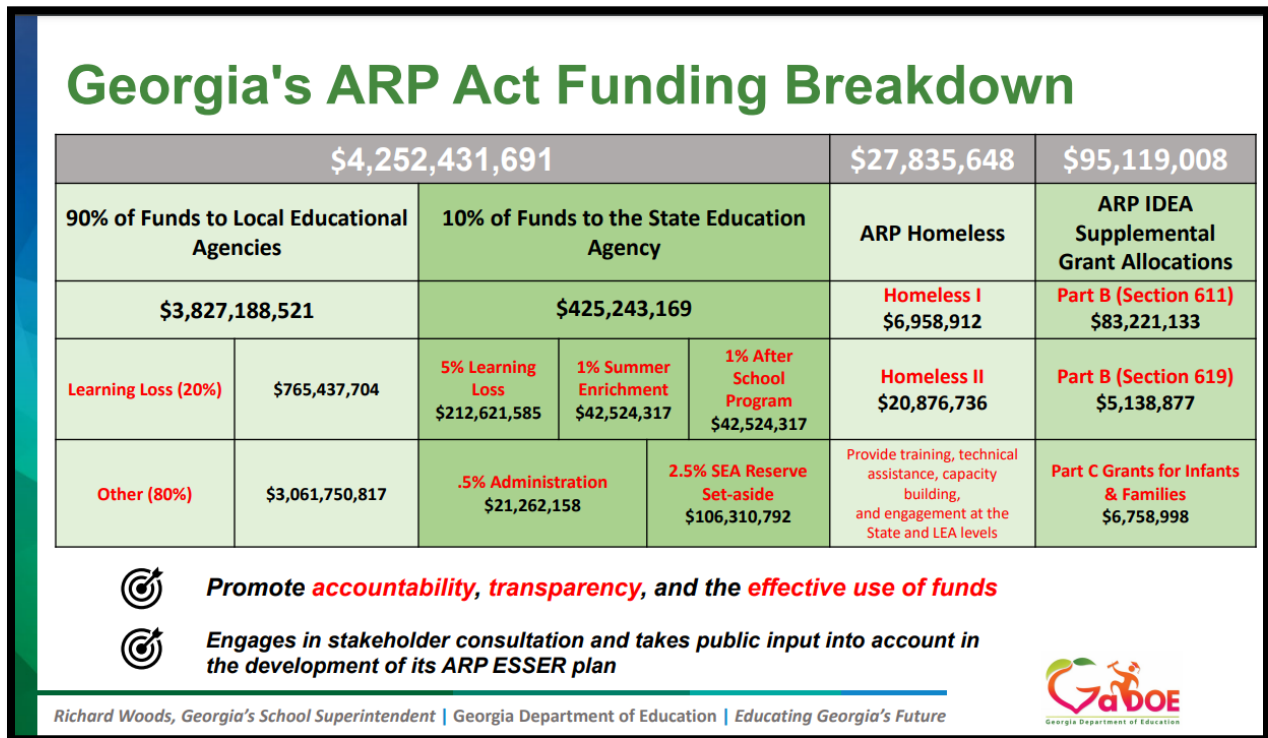 Georgia's ARP Act Funding Breakdown
$4,252,431,691
$27,835,648
$95,119,008
90% of Funds to Local Educational
Agencies
10% of Funds to the State Education
Agency
ARP Homeless
ARP IDEA
Supplemental
Grant Allocations
$3,827,188,521
$425,243,169
Homeless I
$6,958,912
Part B (Section 611)
$83,221,133
Learning Loss (20%)
$765,437,704
5% Learning
Loss
$212,621,585
1% Summer
Enrichment
$42,524,317
1% After
School
Program
$42,524,317
Homeless II
$20,876,736
Part B (Section 619)
$5,138,877
Other (80%)
$3,061,750,817
.5% Administration
$21,262,158
2.5% SEA Reserve
Set-aside
$106,310,792
Provide training, technical
assistance, capacity
building,
and engagement at the
State and LEA levels
Part C Grants for Infants
& Families
$6,758,998
Promote accountability, transparency, and the effective use of funds
Engages in stakeholder consultation and takes public input into account in
the development of its ARP ESSER plan
Richard Woods, Georgia's School Superintendent | Georgia Department of Education | Educating Georgia's Future
GaDOE
Georgia Department of Education